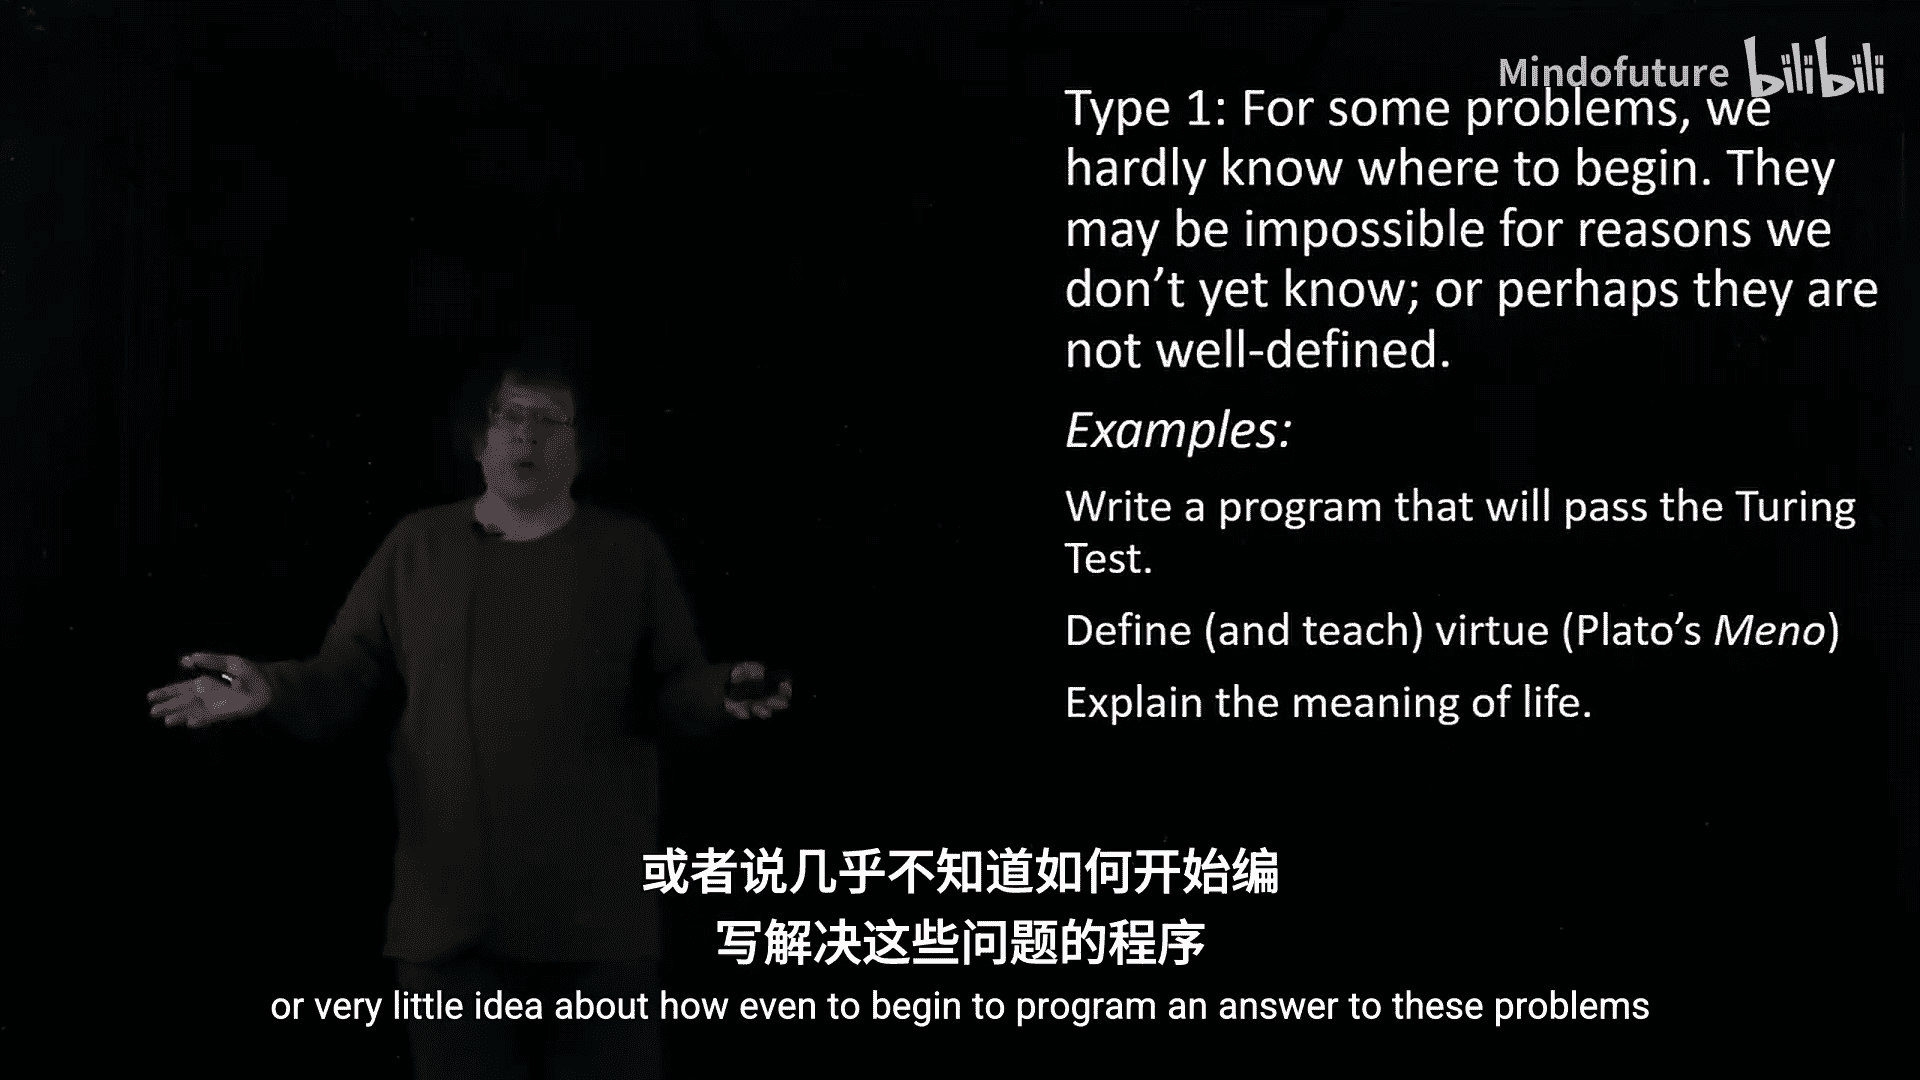 Mindofuture bilibili
Type 1: For some problems, we
hardly know where to begin. They
may be impossible for reasons we
don’t yet know; or perhaps they are
not well-defined.
Examples:
Write a program that will pass the Turing
Test.
Define (and teach) virtue (Plato’s Meno)
Explain the meaning of life.
或者说几乎不知道如何开始编
写解决这些问题的程序
or very little idea about how even to begin to program an answer to these problems